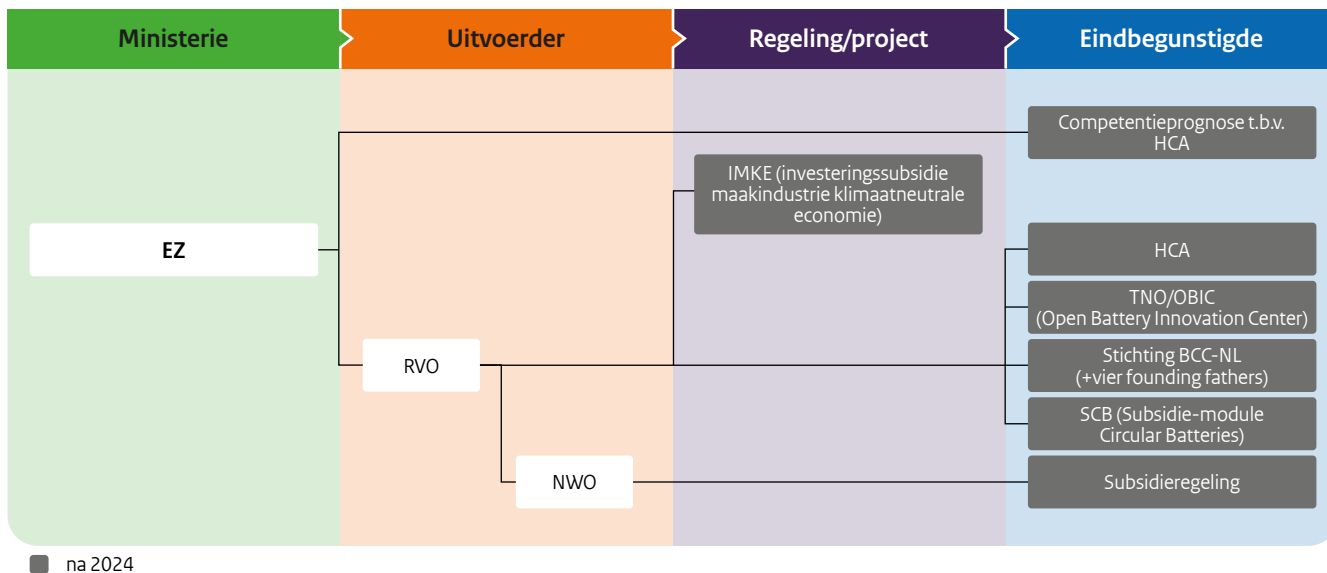 Ministerie
Uitvoerder
Regeling/project
Eindbegunstigde
Competentieprognose t.b.v.
HCA
IMKE (investeringssubsidie
maakindustrie klimaatneutrale
economie)
EZ
HCA
TNO/OBIC
(Open Battery Innovation Center)
RVO
Stichting BCC-NL
(+vier founding fathers)
SCB (Subsidie-module
Circular Batteries)
NWO
Subsidieregeling
na 2024